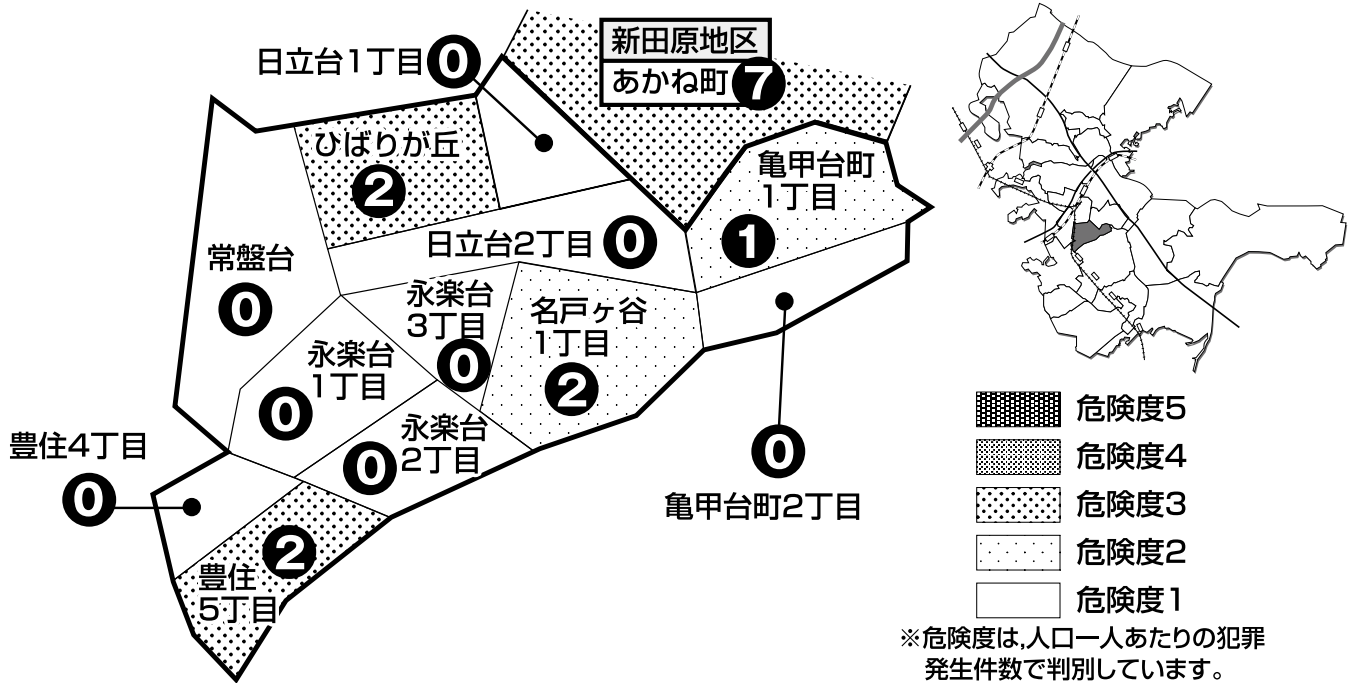 新田原地区
あかね町 7
日立台1丁目 0
ひばりが丘
2
亀甲台町
1丁目
1
日立台2丁目 0
常盤台
0
永楽台
3丁目
0
名戸ヶ谷
1丁目
2
永楽台
1丁目
0
永楽台
2丁目
0
豊住4丁目
0
亀甲台町2丁目
0
豊住
5丁目
2
危険度5
危険度4
危険度3
危険度2
危険度1
※危険度は,人口一人あたりの犯罪
発生件数で判別しています。